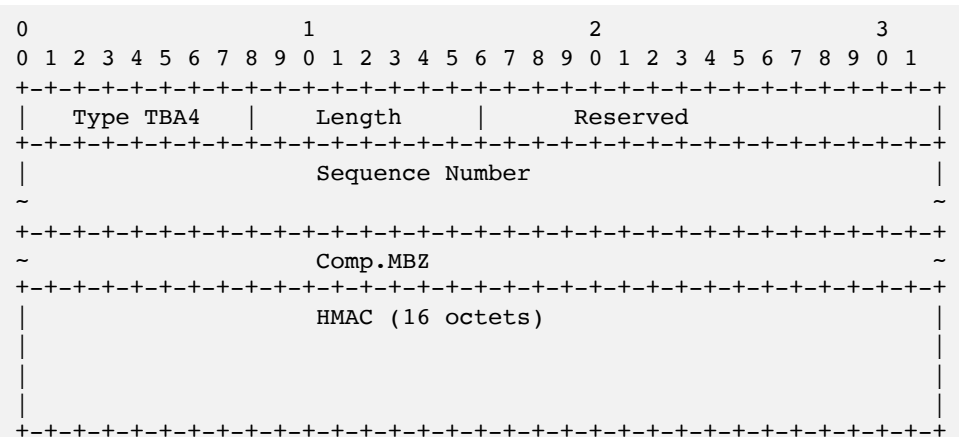 0                   1                   2                   3
0 1 2 3 4 5 6 7 8 9 0 1 2 3 4 5 6 7 8 9 0 1 2 3 4 5 6 7 8 9 0 1
+-+-+-+-+-+-+-+-+-+-+-+-+-+-+-+-+-+-+-+-+-+-+-+-+-+-+-+-+-+-+-+-+
|   Type TBA4   |    Length     |      Reserved                 |
+-+-+-+-+-+-+-+-+-+-+-+-+-+-+-+-+-+-+-+-+-+-+-+-+-+-+-+-+-+-+-+-+
|                    Sequence Number                            |
~                                                               ~
+-+-+-+-+-+-+-+-+-+-+-+-+-+-+-+-+-+-+-+-+-+-+-+-+-+-+-+-+-+-+-+-+
~                    Comp.MBZ                                   ~
+-+-+-+-+-+-+-+-+-+-+-+-+-+-+-+-+-+-+-+-+-+-+-+-+-+-+-+-+-+-+-+-+
|                    HMAC (16 octets)                           |
|                                                               |
|                                                               |
|                                                               |
+-+-+-+-+-+-+-+-+-+-+-+-+-+-+-+-+-+-+-+-+-+-+-+-+-+-+-+-+-+-+-+-+